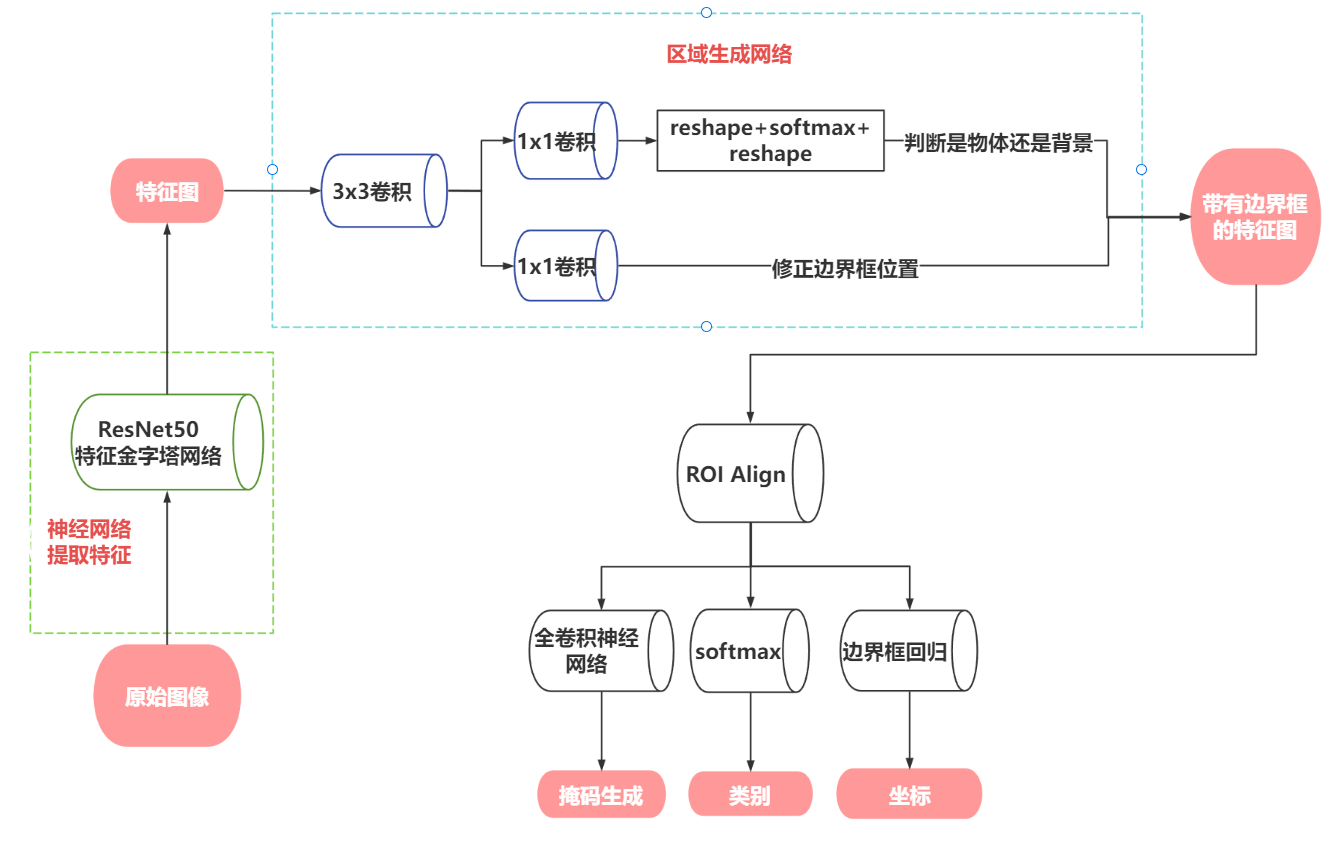 区域生成网络
1x1卷积
reshape+softmax+
reshape
判断是物体还是背景
特征图
3x3卷积
带有边界框
的特征图
1x1卷积
修正边界框位置
ResNet50
特征金字塔网络
ROI Align
神经网络
提取特征
全卷积神经
网络
softmax
边界框回归
原始图像
掩码生成
类别
坐标